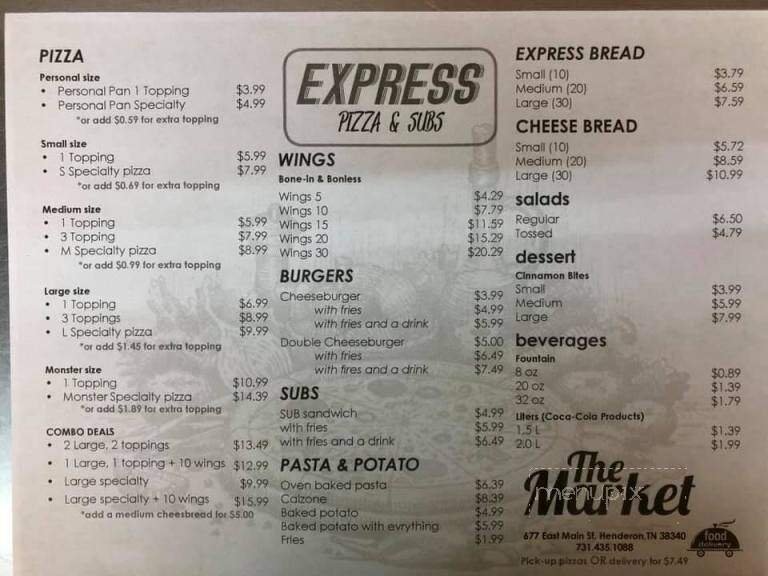 PIZZA
Personal size
• Personal Pan 1 Topping $3.99
• Personal Pan Specialty $4.99
*or add $0.59 for extra topping
Small size
• 1 Topping $5.99
• S Specialty pizza $7.99
*or add $0.69 for extra topping
Medium size
• 1 Topping $5.99
• 3 Topping $7.99
• M Specialty pizza $8.99
*or add $0.99 for extra topping
Large size
• 1 Topping $6.99
• 3 Toppings $8.99
• L Specialty pizza $9.99
*or add $1.45 for extra topping
Monster size
• 1 Topping $10.99
• Monster Specialty pizza $14.39
*or add $1.89 for extra topping
COMBO DEALS
• 2 Large, 2 toppings $13.49
• 1 Large, 1 topping + 10 wings $12.99
• Large specialty $9.99
• Large specialty + 10 wings $15.99
*add a medium cheesbread for $5.00
EXPRESS
PIZZA & SUBS
WINGS
Bone-in & Bonless
Wings 5 $4.29
Wings 10 $7.79
Wings 15 $11.59
Wings 20 $15.29
Wings 30 $20.29
BURGERS
Cheeseburger $3.99
with fries $4.99
with fries and a drink $5.99
Double Cheeseburger $5.00
with fries $6.49
with fires and a drink $7.49
SUBS
SUB sandwich $4.99
with fries $5.99
with fries and a drink $6.49
PASTA & POTATO
Oven baked pasta $6.39
Calzone $8.39
Baked potato $4.99
Baked potato with evrything $5.99
Fries $1.99
EXPRESS BREAD
Small (10) $3.79
Medium (20) $6.59
Large (30) $7.59
CHEESE BREAD
Small (10) $5.72
Medium (20) $8.59
Large (30) $10.99
salads
Regular $6.50
Tossed $4.79
dessert
Cinnamon Bites
Small $3.99
Medium $5.99
Large $7.99
beverages
Fountain
8 oz $0.89
20 oz $1.39
32 oz $1.79
Liters (Coca-Cola Products)
1.5 L $1.39
2.0 L $1.99
The
Market
menupix
677 East Main St. Henderon,TN 38340
731.435.1088
food
delivery
Pick-up pizzas OR delivery for $7.49